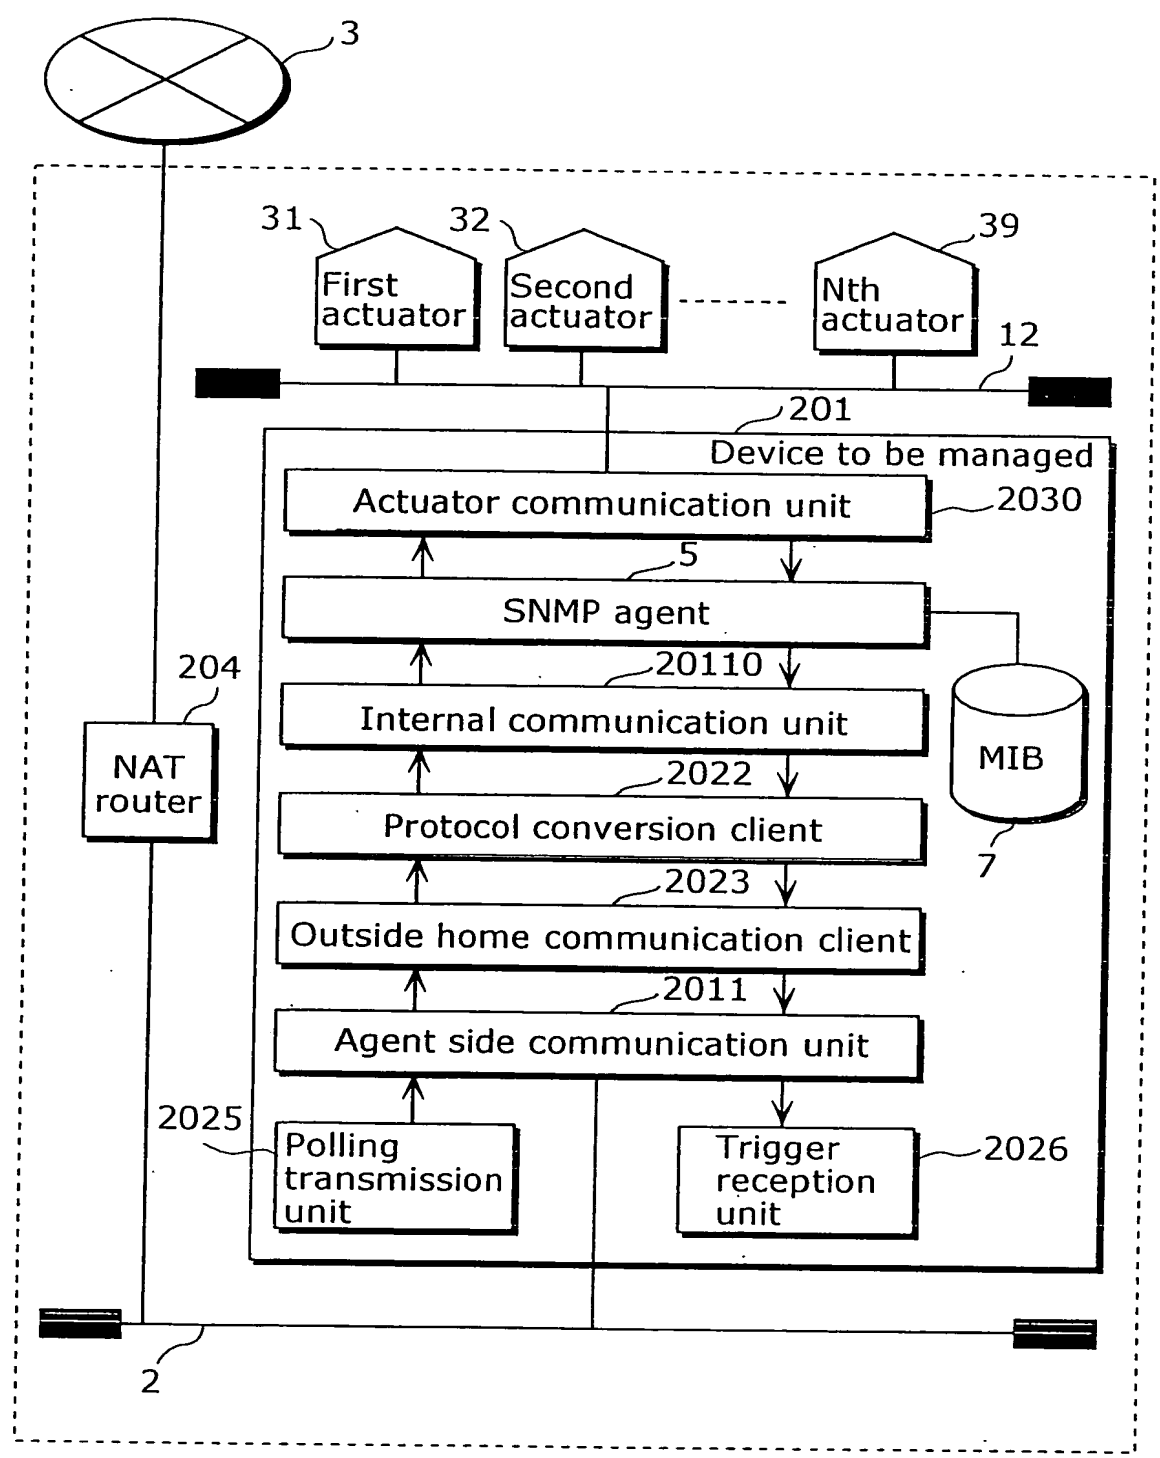 3
31
32
39
First
actuator
Second
actuator
Nth
actuator
12
201
Device to be managed
Actuator communication unit
2030
5
SNMP agent
20110
204
Internal communication unit
NAT
router
MIB
2022
Protocol conversion client
7
2023
Outside home communication client
2011
Agent side communication unit
2025
Polling
transmission
unit
Trigger
reception
unit
2026
2